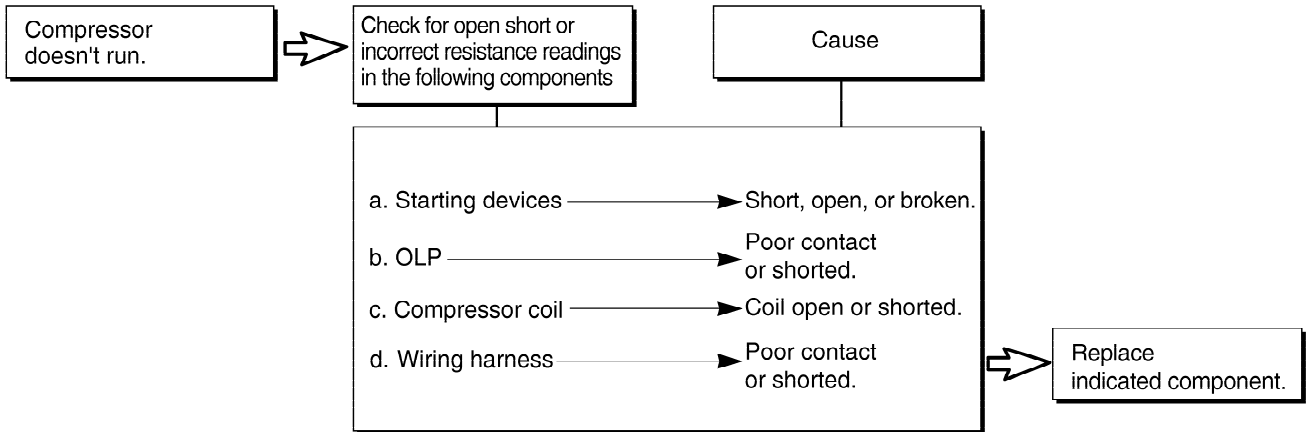 Compressor
doesn't run.
Check for open short or
incorrect resistance readings
in the following components
Cause
a. Starting devices
Short, open, or broken.
b. OLP
Poor contact
or shorted.
c. Compressor coil
Coil open or shorted.
d. Wiring harness
Poor contact
or shorted.
Replace
indicated component.